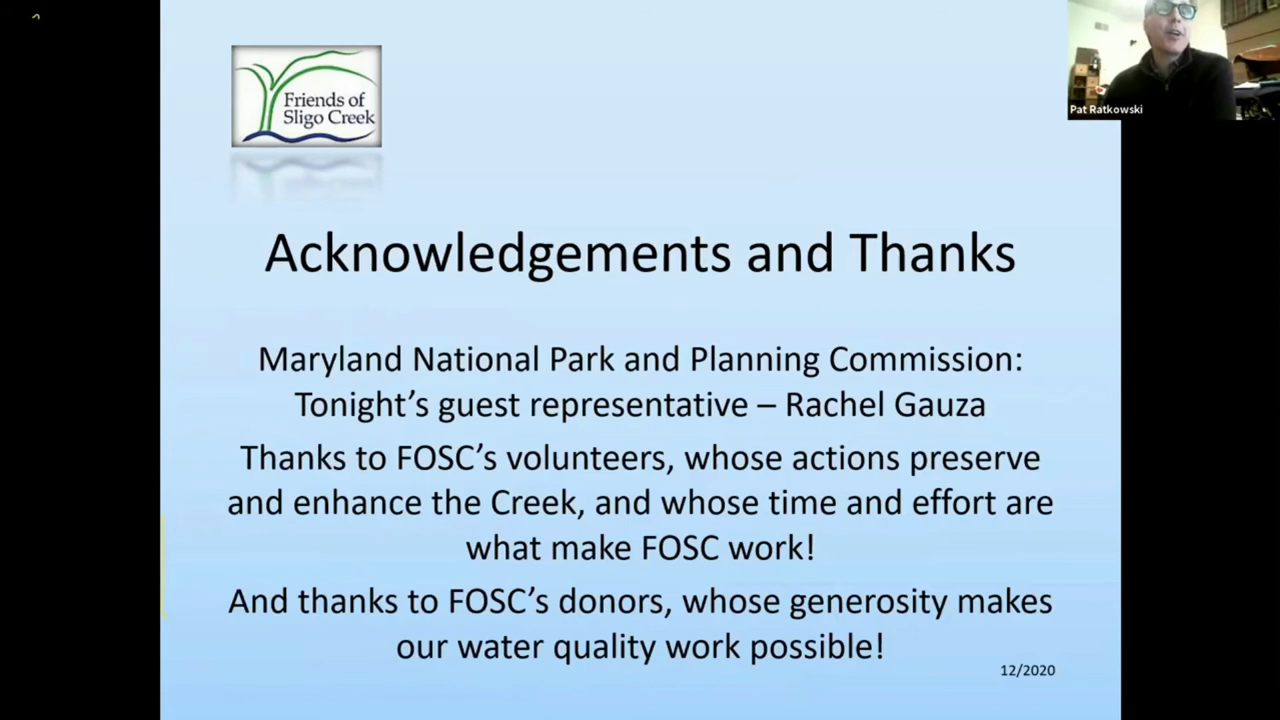 Friends of
Sligo Creek
Pat Ratkowski
Acknowledgements and Thanks
Maryland National Park and Planning Commission:
Tonight’s guest representative – Rachel Gauza
Thanks to FOSC’s volunteers, whose actions preserve
and enhance the Creek, and whose time and effort are
what make FOSC work!
And thanks to FOSC’s donors, whose generosity makes
our water quality work possible!
12/2020